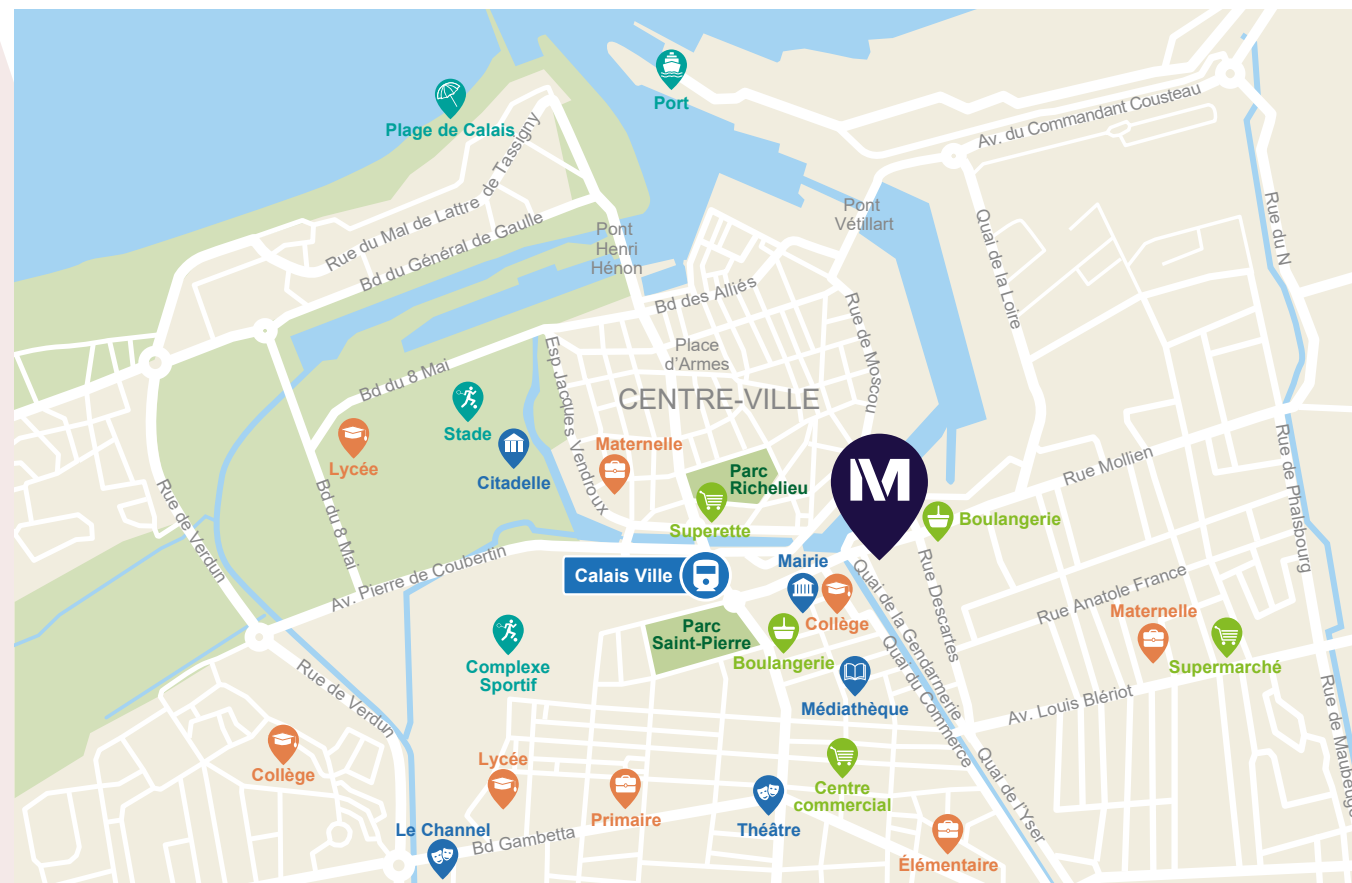 Port
Plage de Calais
Av. du Commandant Cousteau
Rue du Mal de Lattre de Tassigny
Bd du Général de Gaulle
Pont
Henri
Hénon
Pont
Vétillart
Quai de la Loire
Rue du N
Bd des Alliés
Rue de Moscou
Place
d'Armes
CENTRE-VILLE
Esp Jacques Vendroux
Bd du 8 Mai
Stade
Citadelle
Lycée
Bd du 8 Mai
Rue de Verdun
Maternelle
Parc
Richelieu
Superette
M
Boulangerie
Rue Mollien
Rue de Phalsbourg
Av. Pierre de Coubertin
Calais Ville
Mairie
Collège
Quai de la Gendarmerie
Rue Descartes
Rue Anatole France
Maternelle
Supermarché
Parc
Saint-Pierre
Boulangerie
Complexe
Sportif
Médiathèque
Quai du Commerce
Av. Louis Blériot
Rue de Maubeuge
Rue de Verdun
Collège
Lycée
Primaire
Centre
commercial
Quai de l'Yser
Le Channel
Bd Gambetta
Théâtre
Élémentaire